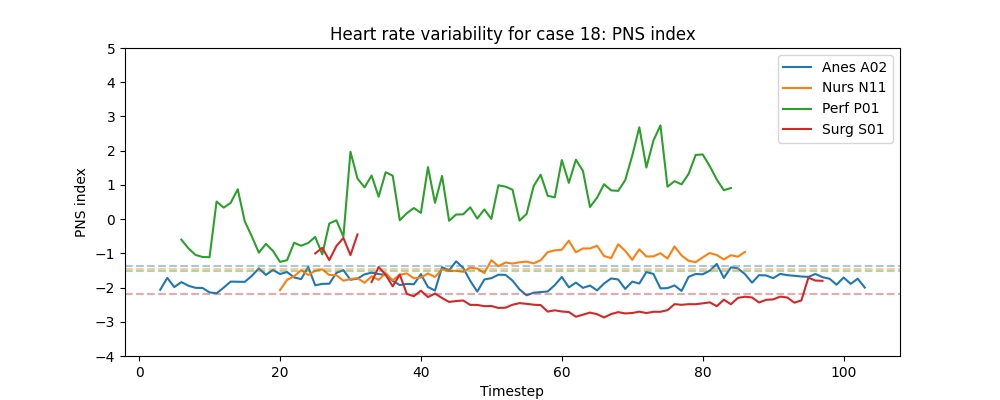 Heart rate variability for case 18: PNS index
5
4
3
2
1
0
−1
−2
−3
−4
PNS index
Anes A02
Nurs N11
Perf P01
Surg S01
0 20 40 60 80 100
Timestep